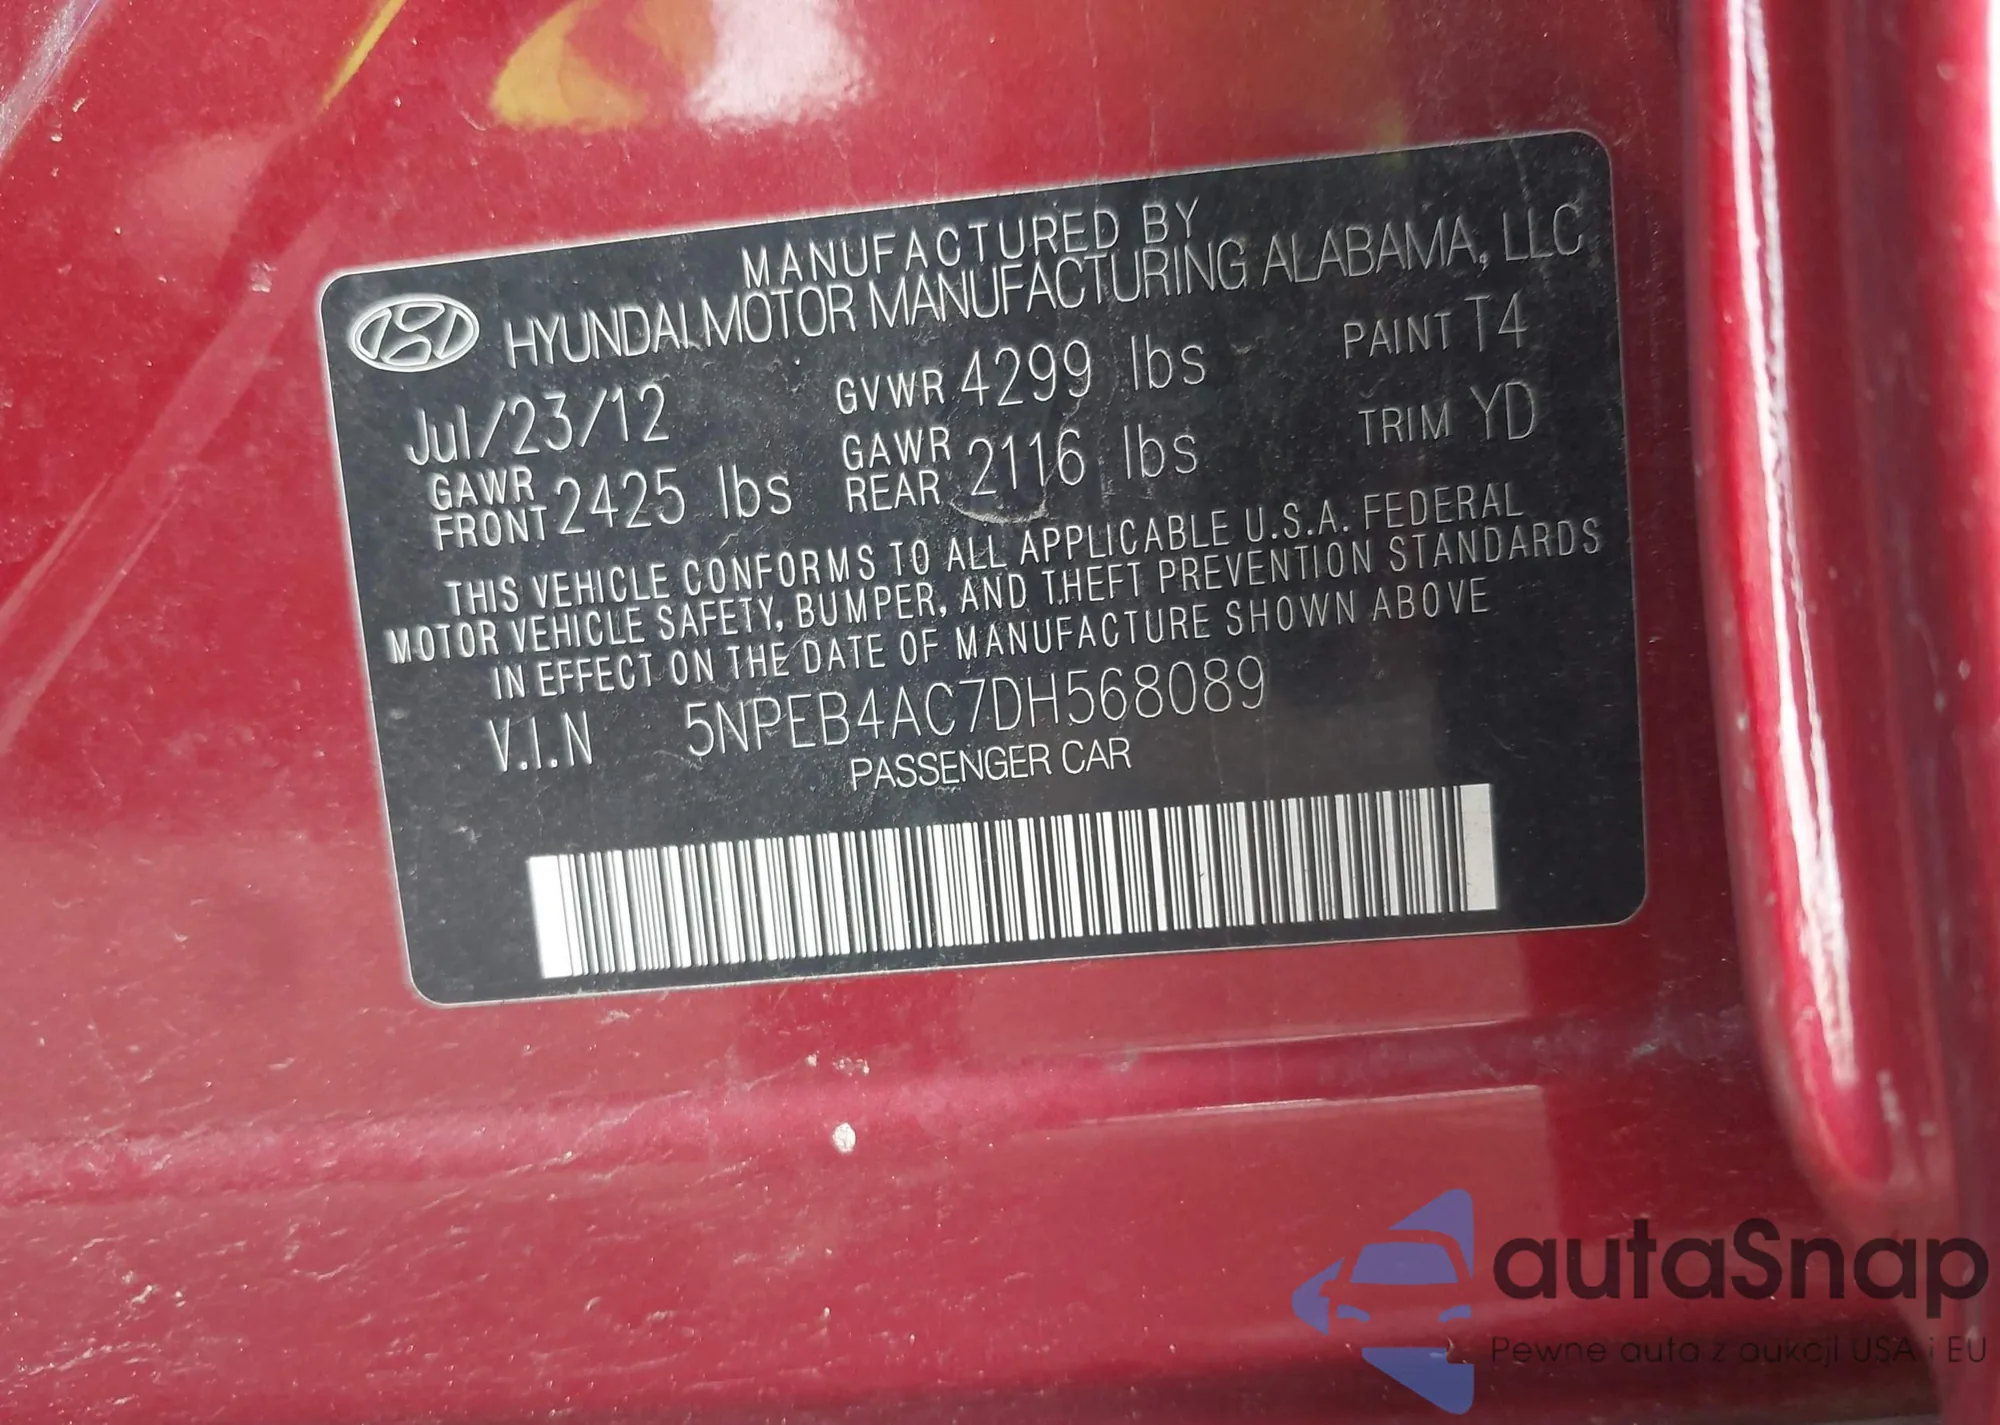 MANUFACTURED BY
HYUNDAI MOTOR MANUFACTURING ALABAMA, LLC
Jul/23/12 GVWR 4299 lbs PAINT T4
GAWR FRONT 2425 lbs GAWR REAR 2116 lbs TRIM YD
THIS VEHICLE CONFORMS TO ALL APPLICABLE U.S.A. FEDERAL
MOTOR VEHICLE SAFETY, BUMPER, AND THEFT PREVENTION STANDARDS
IN EFFECT ON THE DATE OF MANUFACTURE SHOWN ABOVE
V.I.N 5NPEB4AC7DH568089
PASSENGER CAR
autaSnap
Pewne auta z aukcji USA i EU